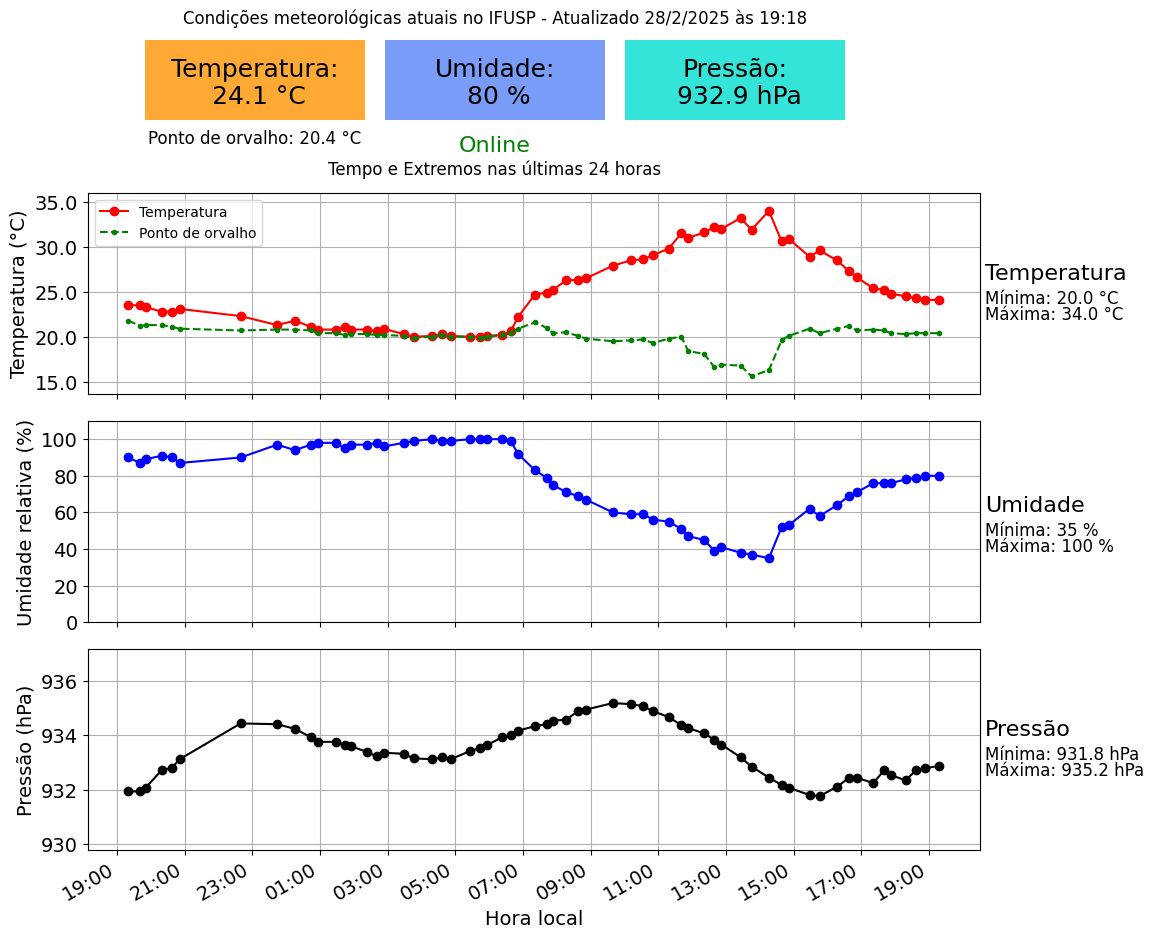 Condições meteorológicas atuais no IFUSP - Atualizado 28/2/2025 às 19:18
Temperatura:
24.1 °C
Umidade:
80 %
Pressão:
932.9 hPa
Ponto de orvalho: 20.4 °C
Online
Tempo e Extremos nas últimas 24 horas
Temperatura (°C)
35.0
30.0
25.0
20.0
15.0
Temperatura
Ponto de orvalho
Temperatura
Mínima: 20.0 °C
Máxima: 34.0 °C
Umidade relativa (%)
100
80
60
40
20
0
Umidade
Mínima: 35 %
Máxima: 100 %
Pressão (hPa)
936
934
932
930
Pressão
Mínima: 931.8 hPa
Máxima: 935.2 hPa
19:00
21:00
23:00
01:00
03:00
05:00
07:00
09:00
11:00
13:00
15:00
17:00
19:00
Hora local